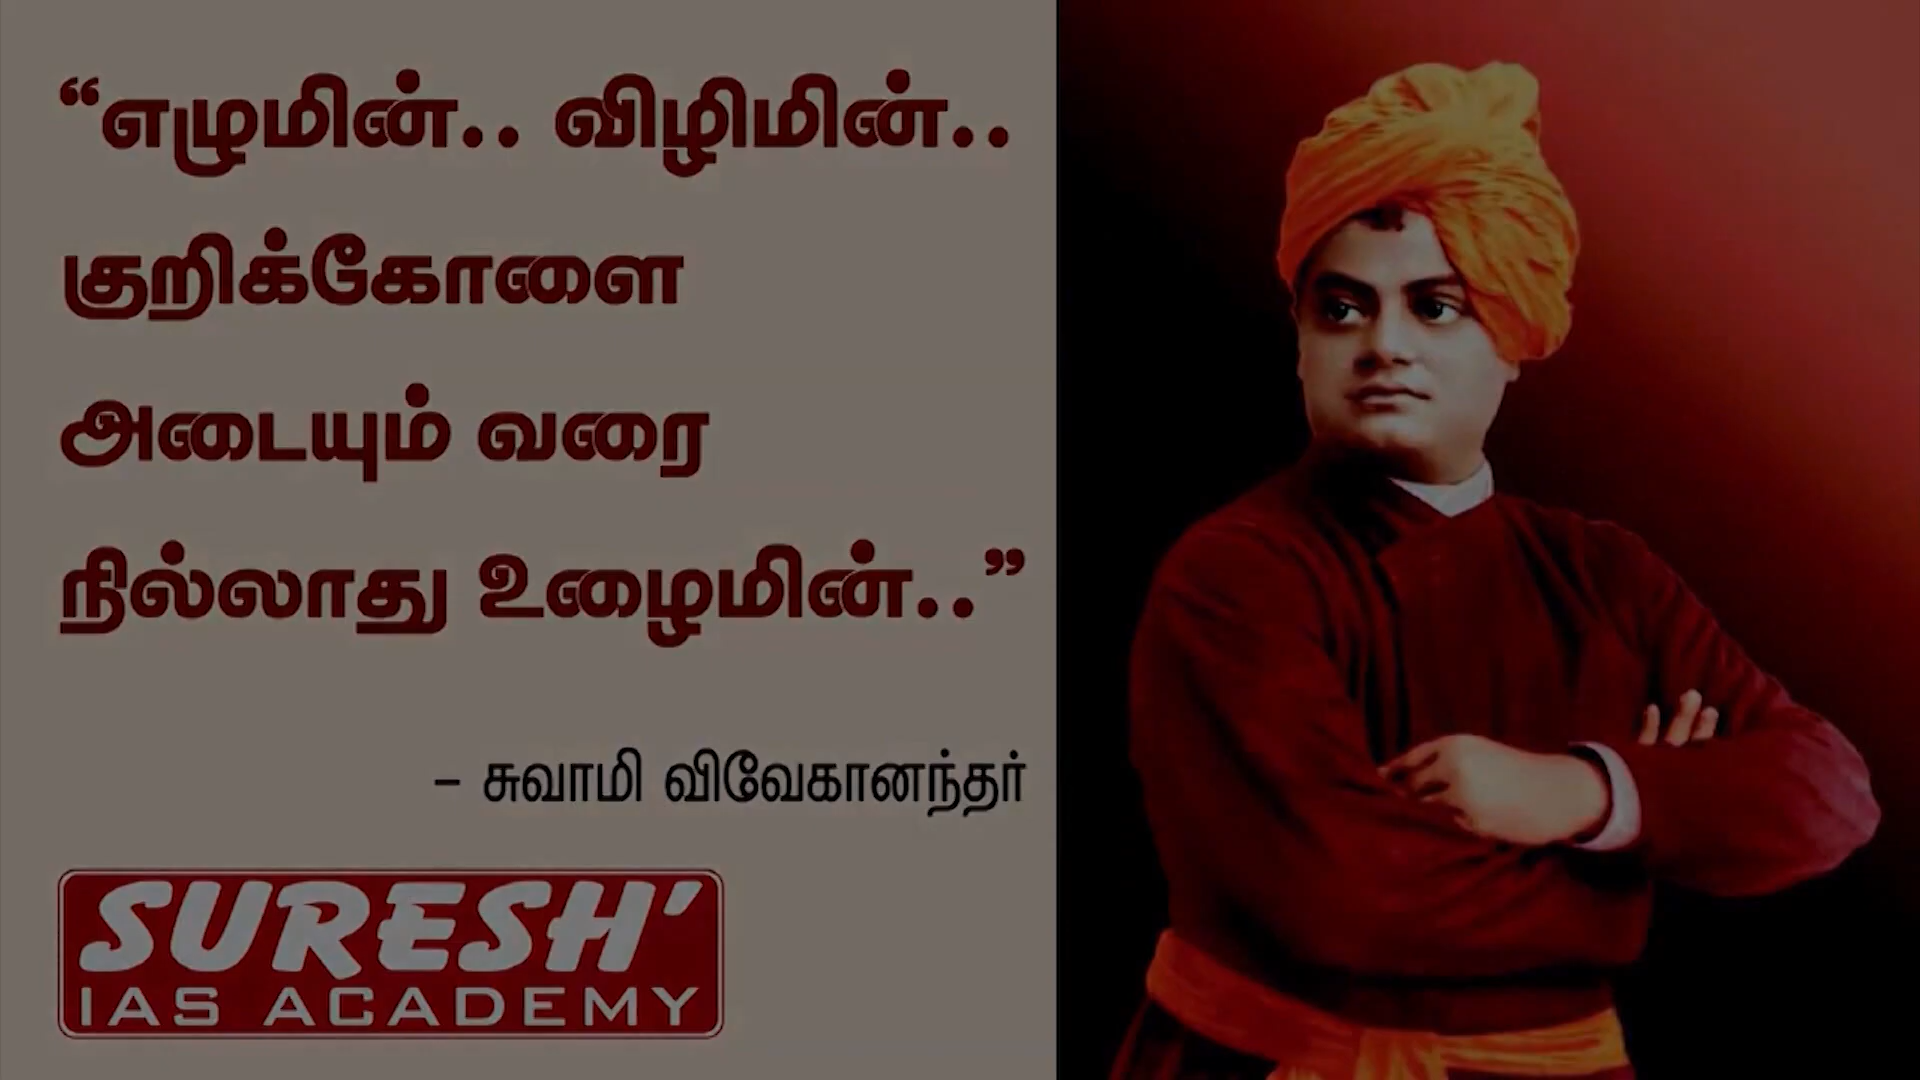 “எழுமின்.. விழிமின்..
குறிக்கோளை
அடையும் வரை
நில்லாது உழைமின்..”
– சுவாமி விவேகானந்தர்
SURESH'
IAS ACADEMY